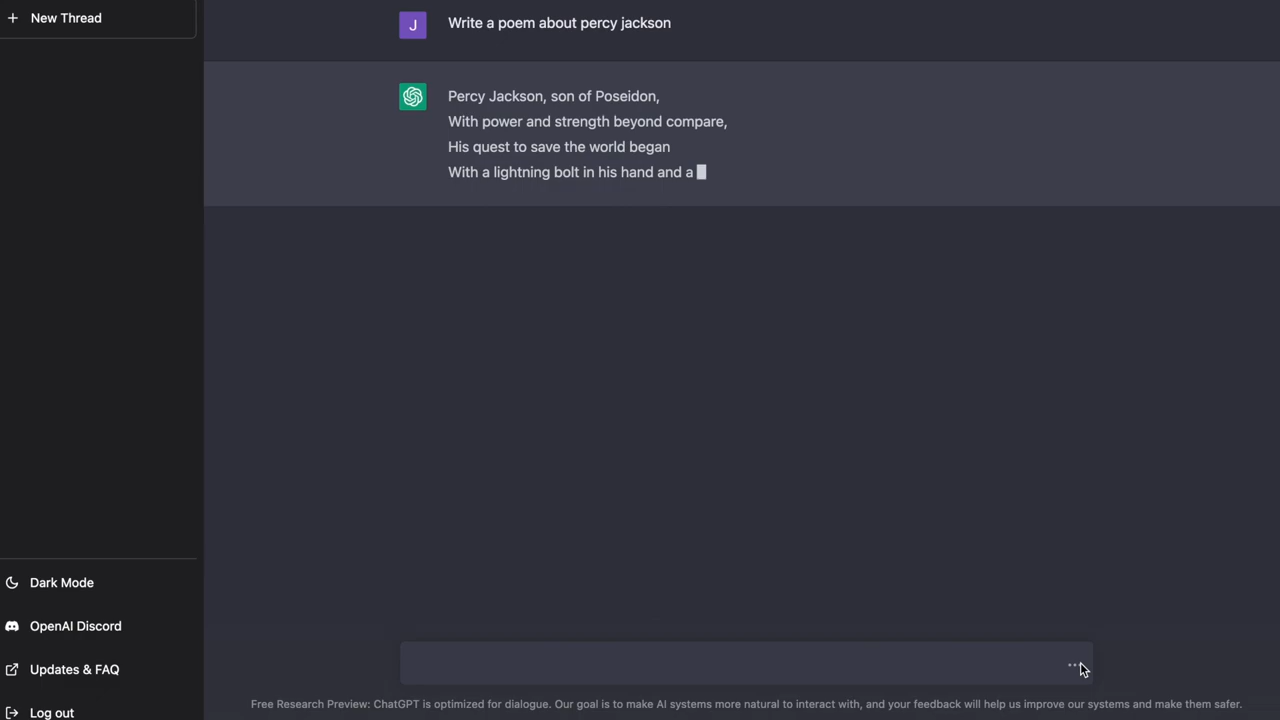 New Thread
J
Write a poem about percy jackson
Percy Jackson, son of Poseidon,
With power and strength beyond compare,
His quest to save the world began
With a lightning bolt in his hand and a
Dark Mode
OpenAI Discord
Updates & FAQ
Log out
Free Research Preview: ChatGPT is optimized for dialogue. Our goal is to make AI systems more natural to interact with, and your feedback will help us improve our systems and make them safer.